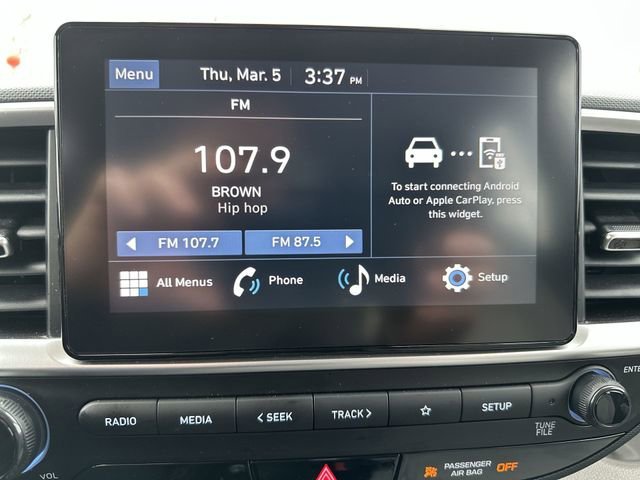 Menu
Thu, Mar. 5
3:37 PM
FM
107.9
BROWN
Hip hop
FM 107.7
FM 87.5
To start connecting Android
Auto or Apple CarPlay, press
this widget.
All Menus
Phone
Media
Setup
RADIO
MEDIA
< SEEK
TRACK >
SETUP
ENTE
TUNE
FILE
VOL
PASSENGER
AIR BAG
OFF